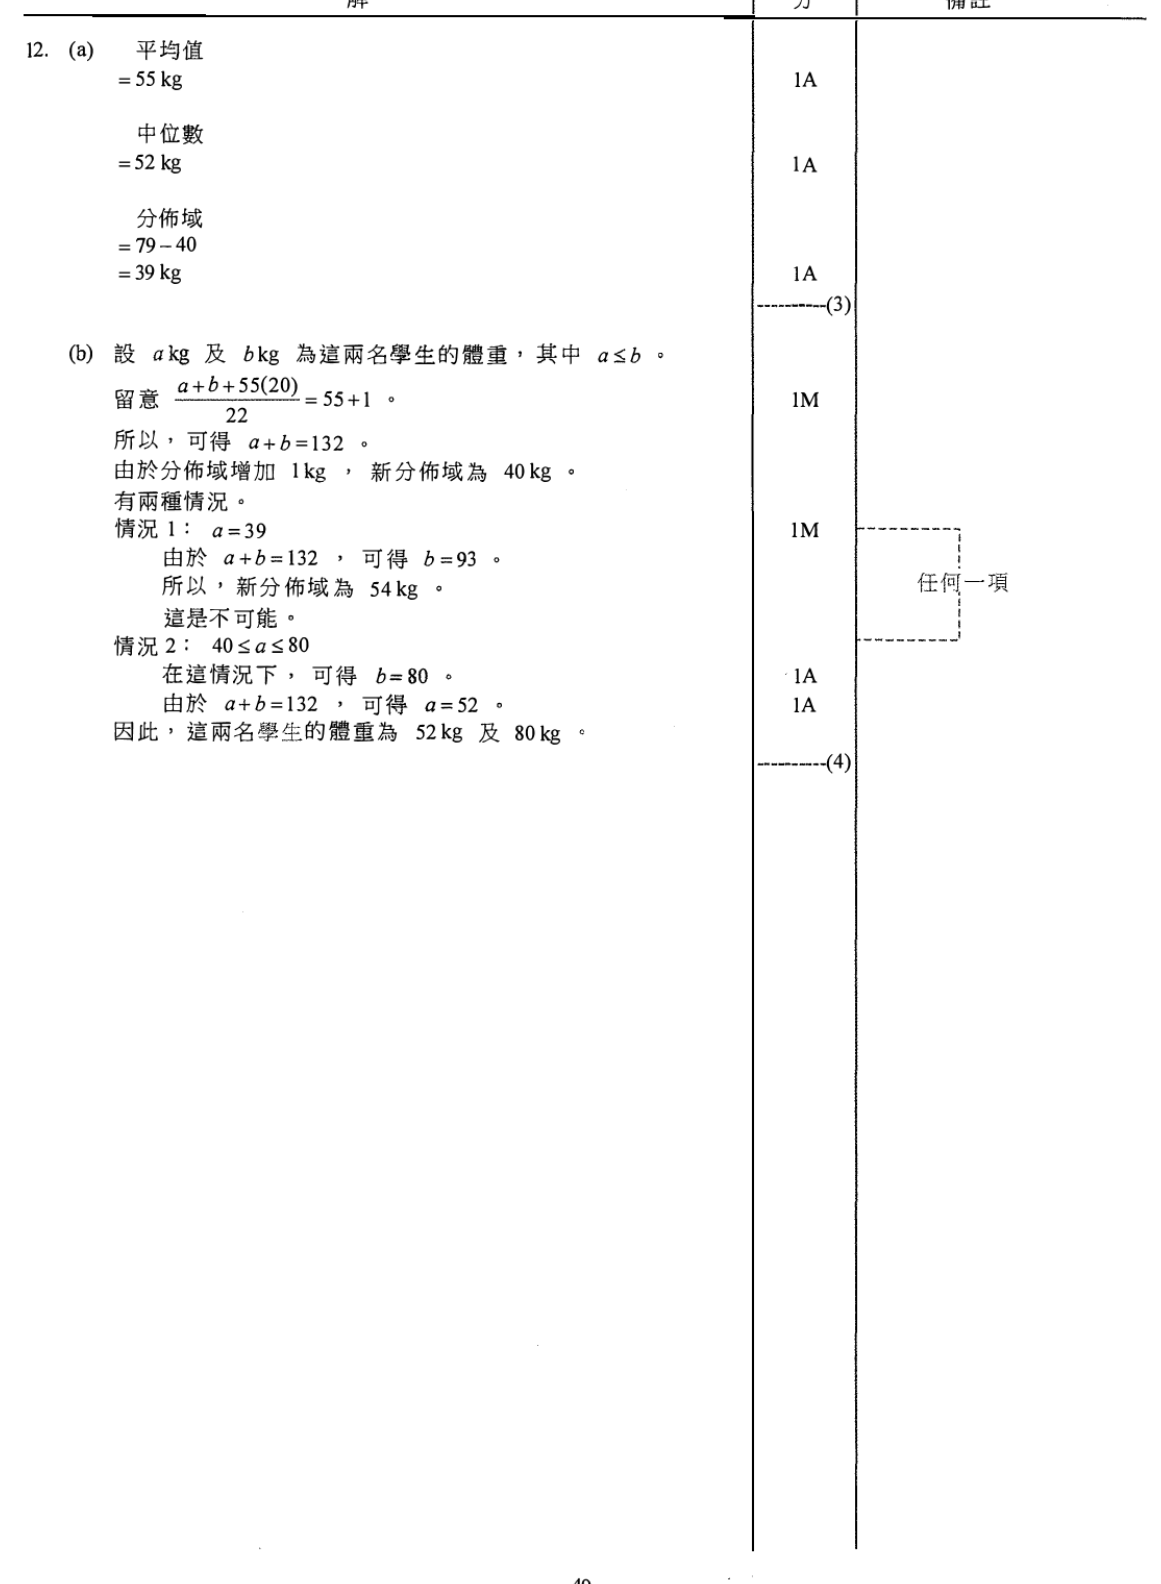 解 分 備註
12. (a) 平均值
= 55 kg 1A
中位數
= 52 kg 1A
分佈域
= 79 – 40
= 39 kg 1A
----------(3)
(b) 設 a kg 及 b kg 為這兩名學生的體重，其中 a ≤ b 。
留意 (a + b + 55(20))/22 = 55 + 1 。 1M
所以，可得 a + b = 132 。
由於分佈域增加 1 kg ， 新分佈域為 40 kg 。
有兩種情況。
情況 1： a = 39 1M
由於 a + b = 132 ， 可得 b = 93 。
所以，新分佈域為 54 kg 。 任何一項
這是不可能。
情況 2： 40 ≤ a ≤ 80
在這情況下，可得 b = 80 。 1A
由於 a + b = 132 ， 可得 a = 52 。 1A
因此，這兩名學生的體重為 52 kg 及 80 kg 。
----------(4)